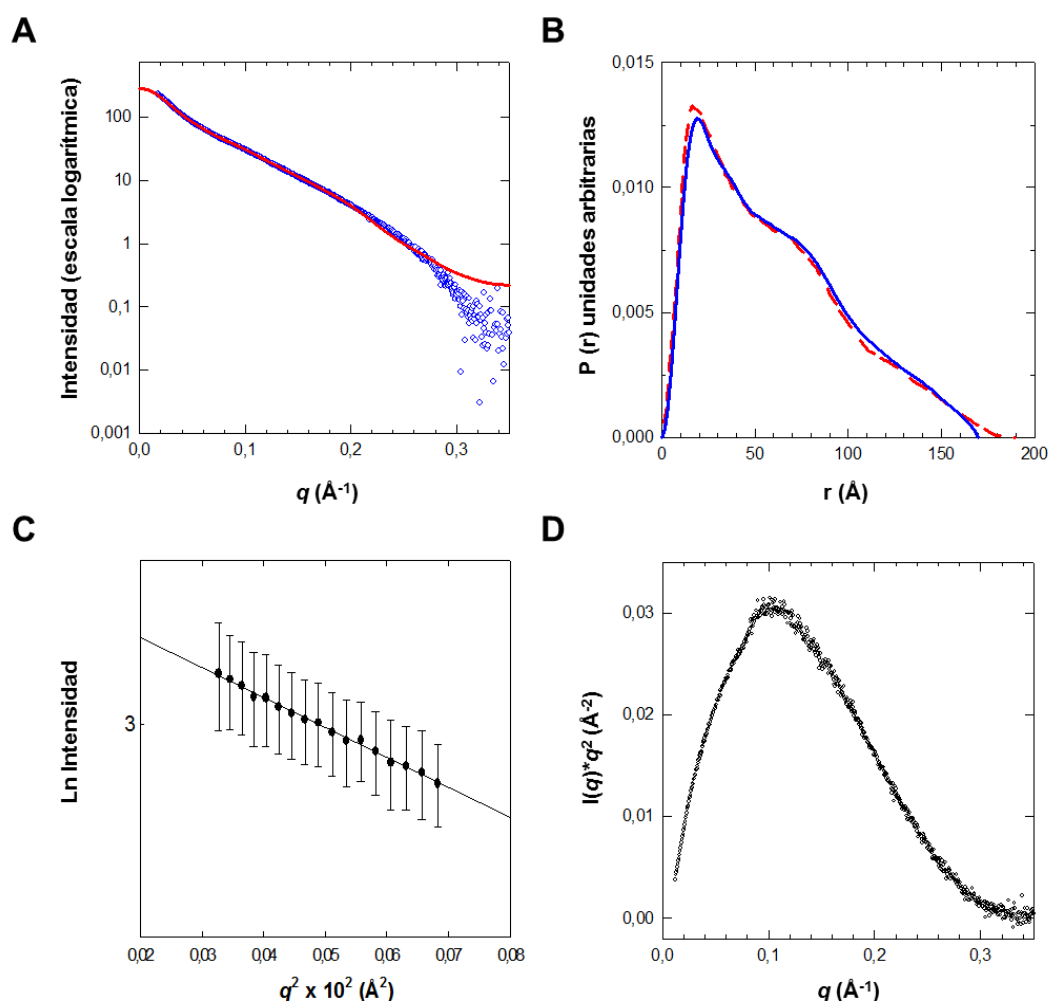 A
Intensidad (escala logarítmica)
100
10
1
0,1
0,01
0,001
0,0
0,1
0,2
0,3
q (Å-1)
B
P (r) unidades arbitrarias
0,015
0,010
0,005
0,000
0
50
100
150
200
r (Å)
C
Ln Intensidad
3
0,02
0,03
0,04
0,05
0,06
0,07
0,08
q2 x 102 (Å2)
D
I(q)*q2 (Å-2)
0,03
0,02
0,01
0,00
0,0
0,1
0,2
0,3
q (Å-1)